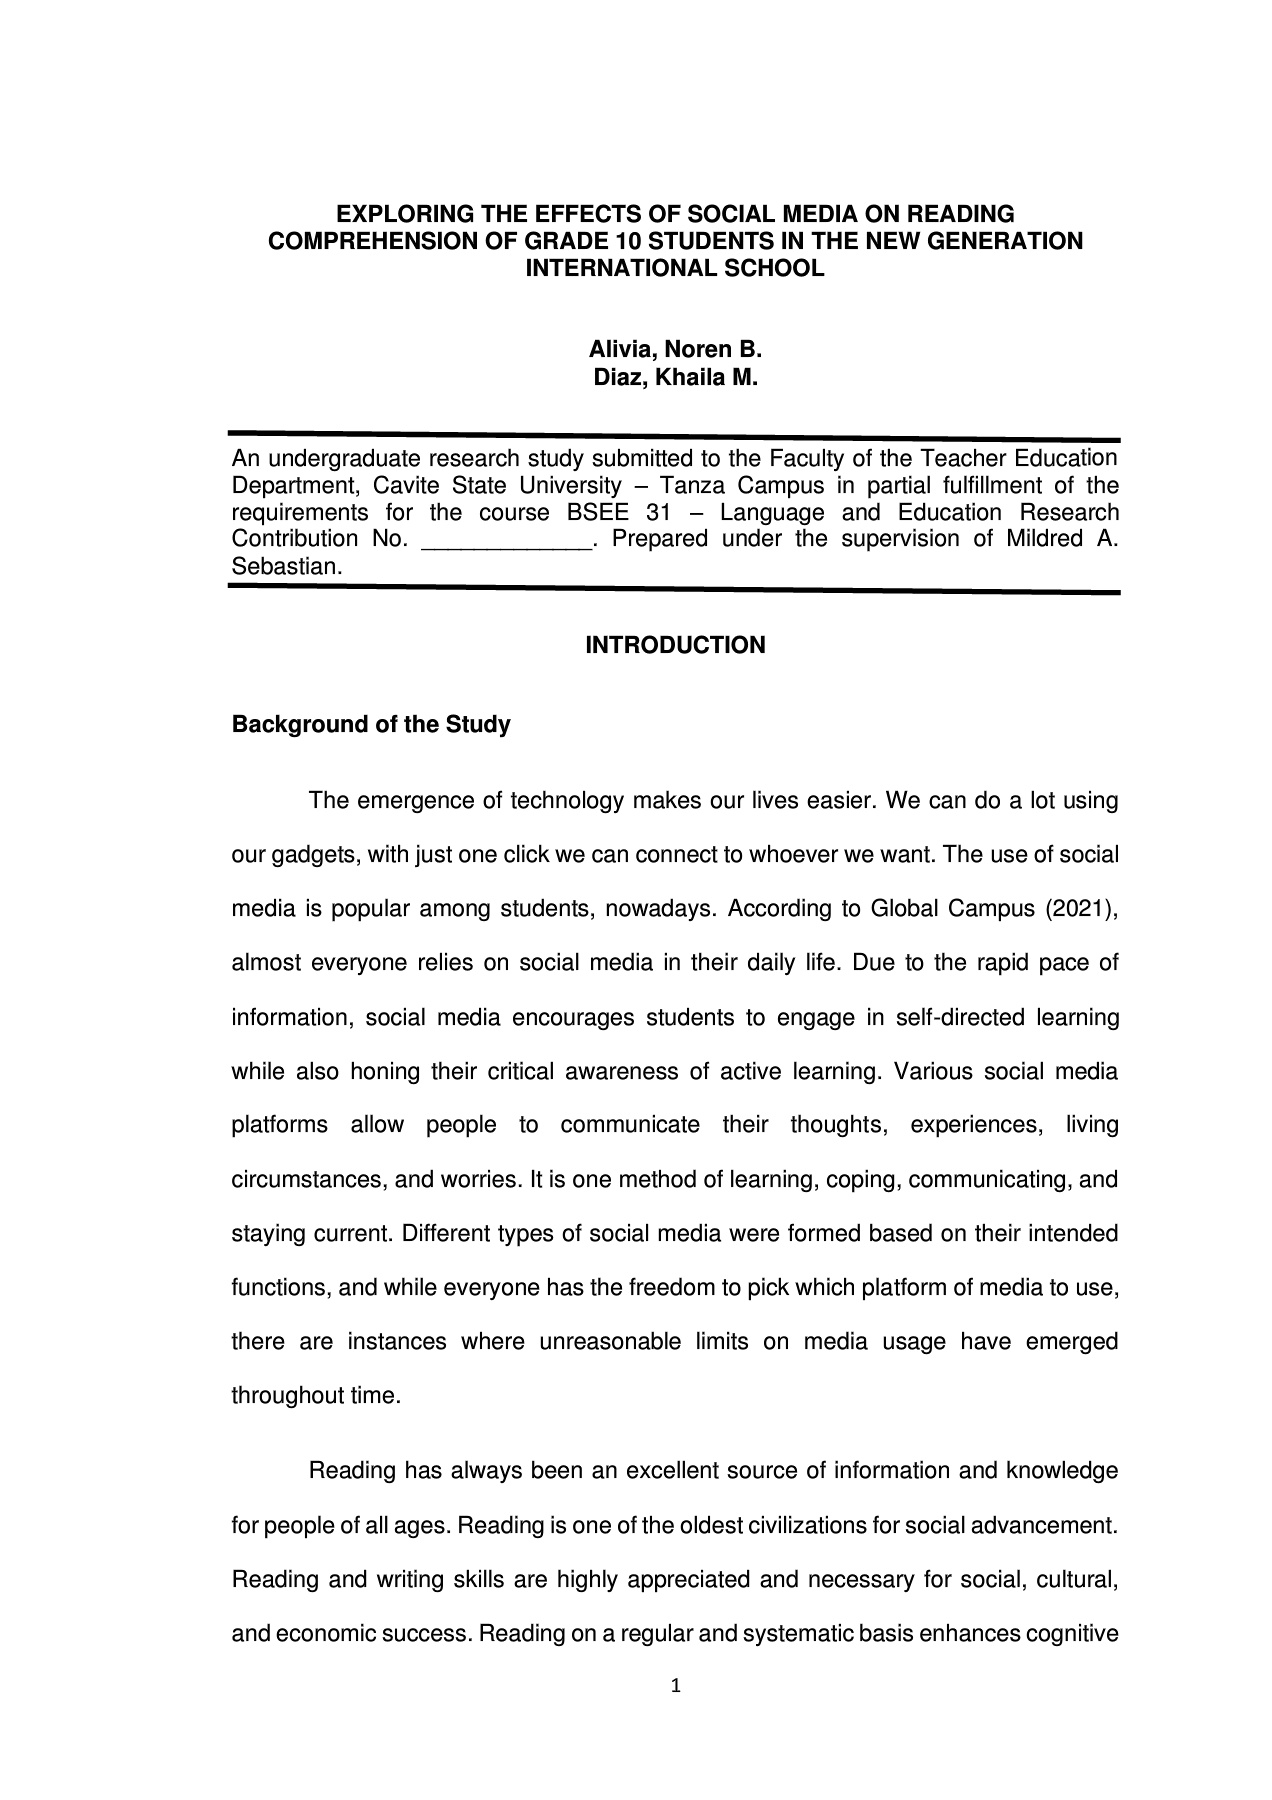 EXPLORING THE EFFECTS OF SOCIAL MEDIA ON READING
COMPREHENSION OF GRADE 10 STUDENTS IN THE NEW GENERATION
INTERNATIONAL SCHOOL
Alivia, Noren B.
Diaz, Khaila M.
An undergraduate research study submitted to the Faculty of the Teacher Education
Department, Cavite State University – Tanza Campus in partial fulfillment of the
requirements for the course BSEE 31 – Language and Education Research
Contribution No. _____________. Prepared under the supervision of Mildred A.
Sebastian.
INTRODUCTION
Background of the Study
The emergence of technology makes our lives easier. We can do a lot using
our gadgets, with just one click we can connect to whoever we want. The use of social
media is popular among students, nowadays. According to Global Campus (2021),
almost everyone relies on social media in their daily life. Due to the rapid pace of
information, social media encourages students to engage in self-directed learning
while also honing their critical awareness of active learning. Various social media
platforms allow people to communicate their thoughts, experiences, living
circumstances, and worries. It is one method of learning, coping, communicating, and
staying current. Different types of social media were formed based on their intended
functions, and while everyone has the freedom to pick which platform of media to use,
there are instances where unreasonable limits on media usage have emerged
throughout time.
Reading has always been an excellent source of information and knowledge
for people of all ages. Reading is one of the oldest civilizations for social advancement.
Reading and writing skills are highly appreciated and necessary for social, cultural,
and economic success. Reading on a regular and systematic basis enhances cognitive
1